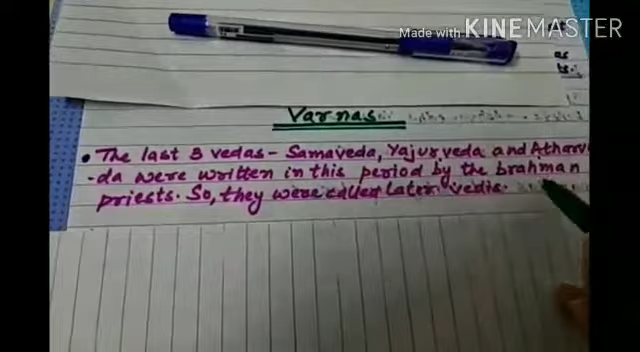 Made with KINEMASTER
as
Varnas
• The last 3 vedas - Samaveda, Yajurveda and Atharv
-da were written in this period by the brahman
priests. So, they were called later vedic.